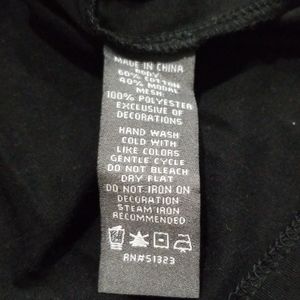 MADE IN CHINA
BODY
60% COTTON
40% MODAL
MESH:
100% POLYESTER
EXCLUSIVE OF
DECORATIONS
HAND WASH
COLD WITH
LIKE COLORS
GENTLE CYCLE
DO NOT BLEACH
DRY FLAT
DO NOT IRON ON
DECORATION
STEAM IRON
RECOMMENDED
RN#51323